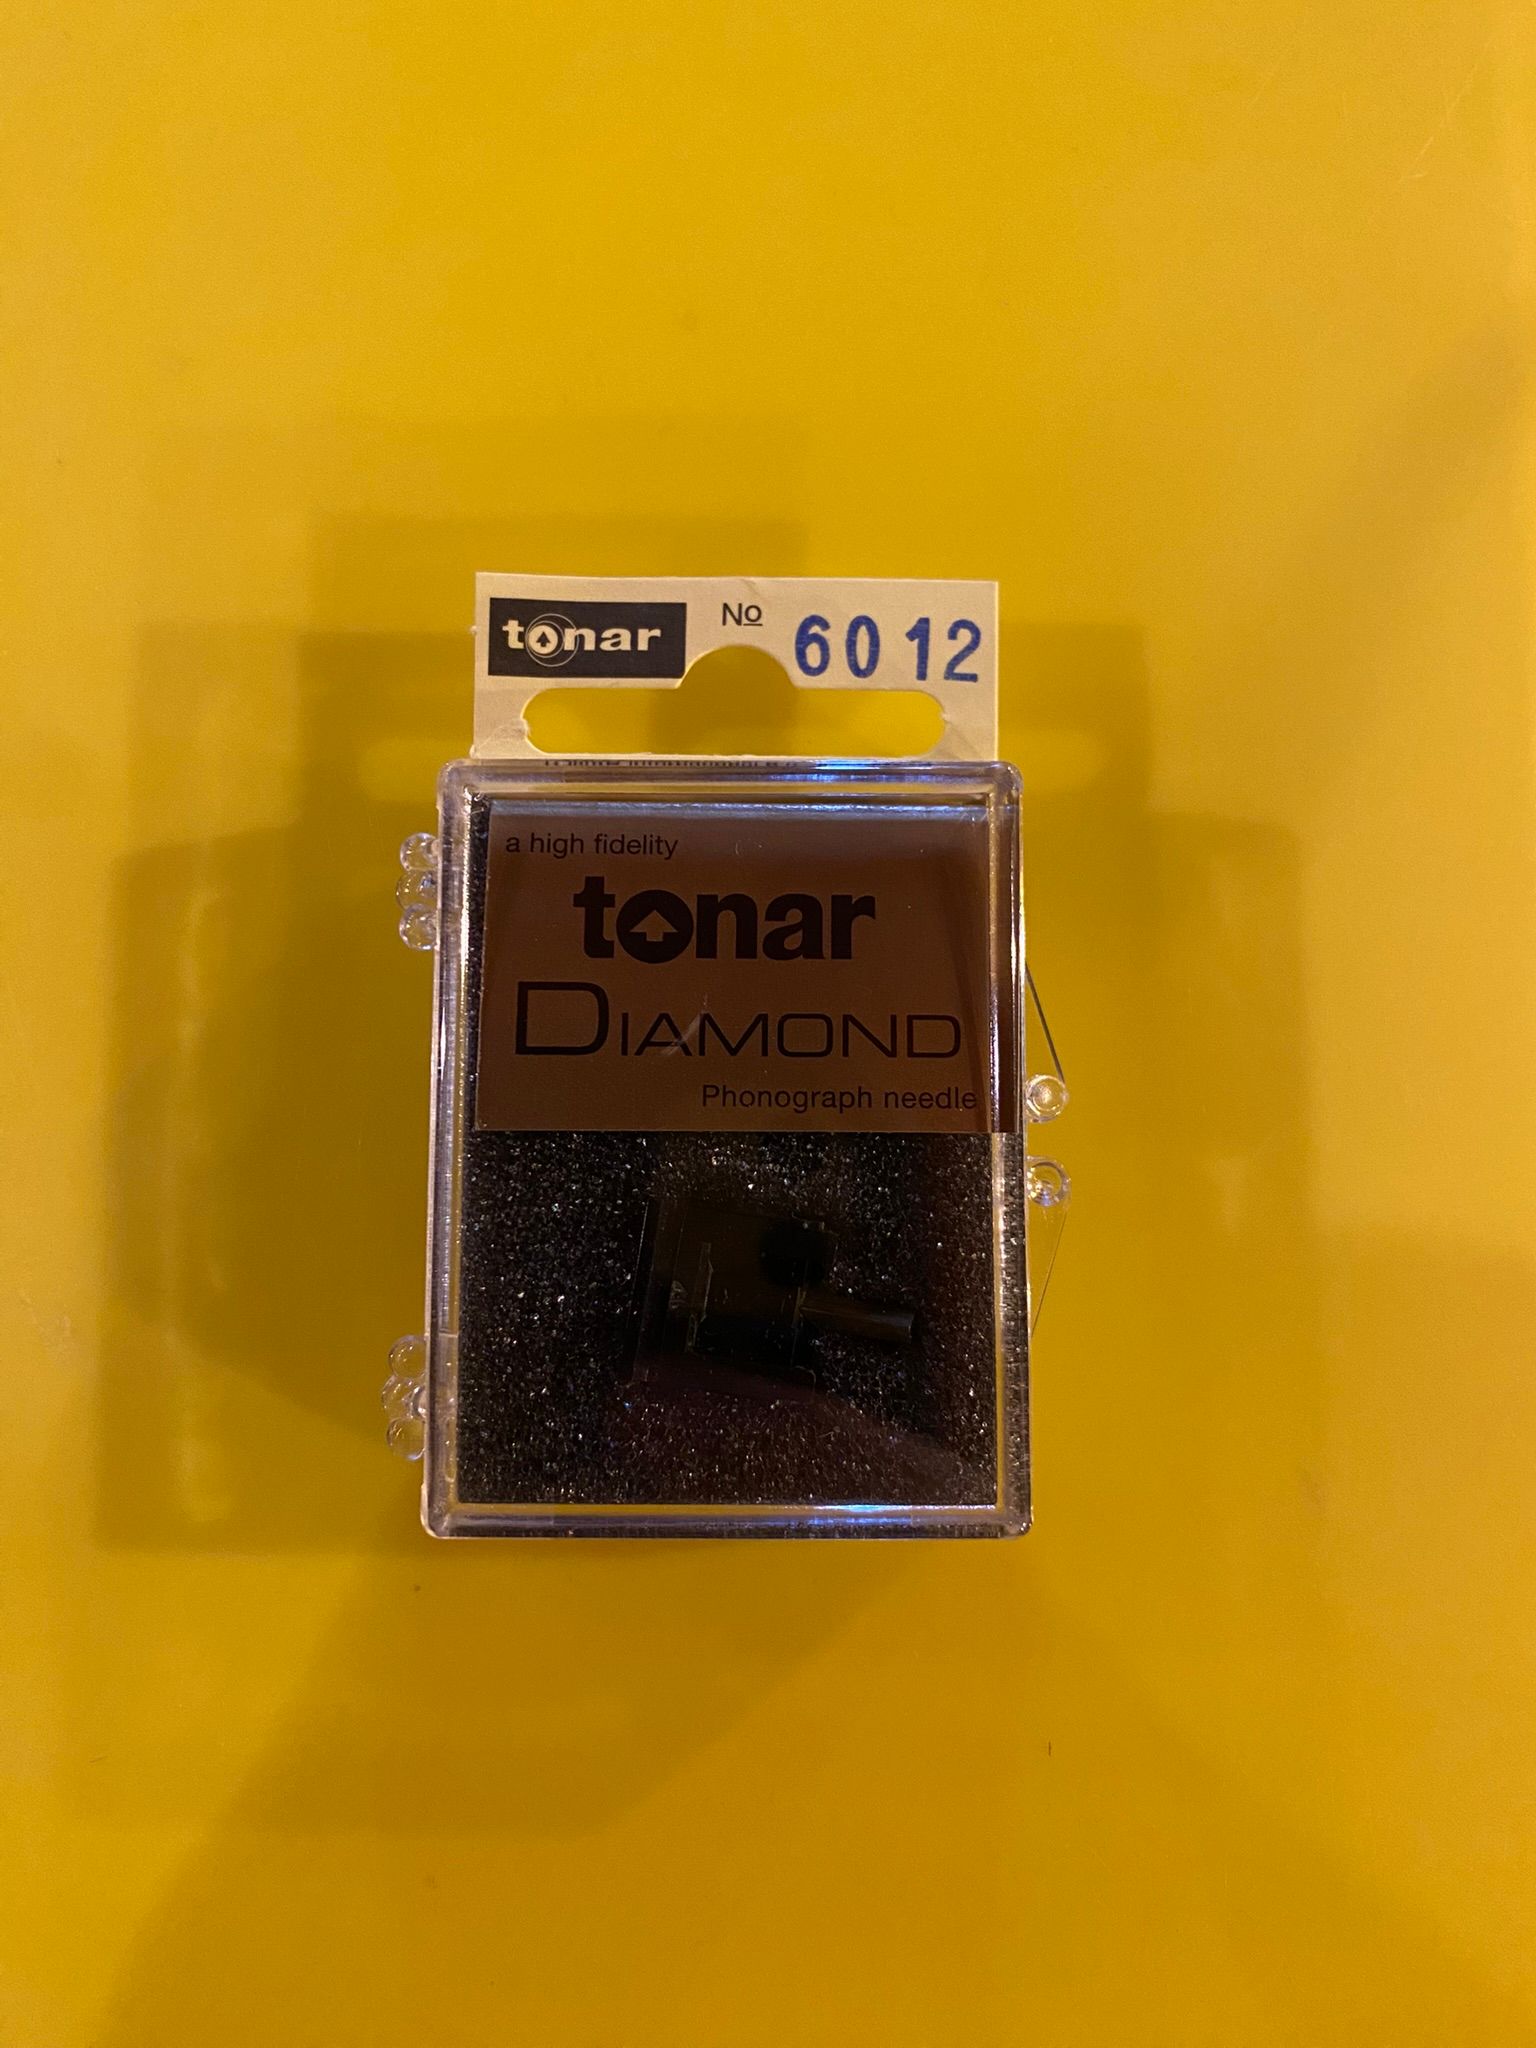 tonar
Nº 6012
a high fidelity
tonar
DIAMOND
Phonograph needle